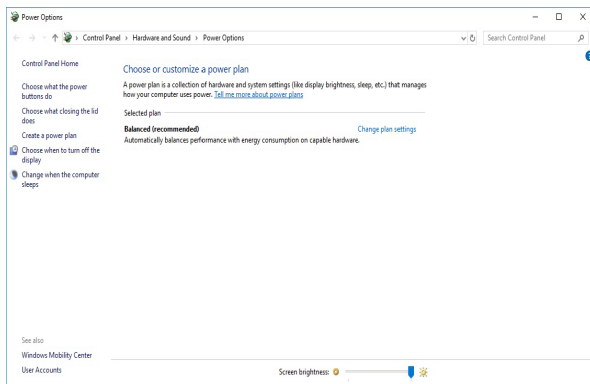 Power Options
Control Panel > Hardware and Sound > Power Options
Search Control Panel
Control Panel Home
Choose what the power
buttons do
Choose what closing the lid
does
Create a power plan
Choose when to turn off the
display
Change when the computer
sleeps
Choose or customize a power plan
A power plan is a collection of hardware and system settings (like display brightness, sleep, etc.) that manages
how your computer uses power. Tell me more about power plans
Selected plan
Balanced (recommended)
Change plan settings
Automatically balances performance with energy consumption on capable hardware.
See also
Windows Mobility Center
User Accounts
Screen brightness: